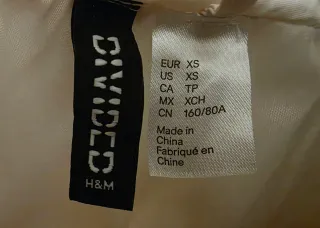 DIVIDED
H&M
EUR XS
US XS
CA TP
MX XCH
CN 160/80A
Made in
China
Fabriqué en
Chine